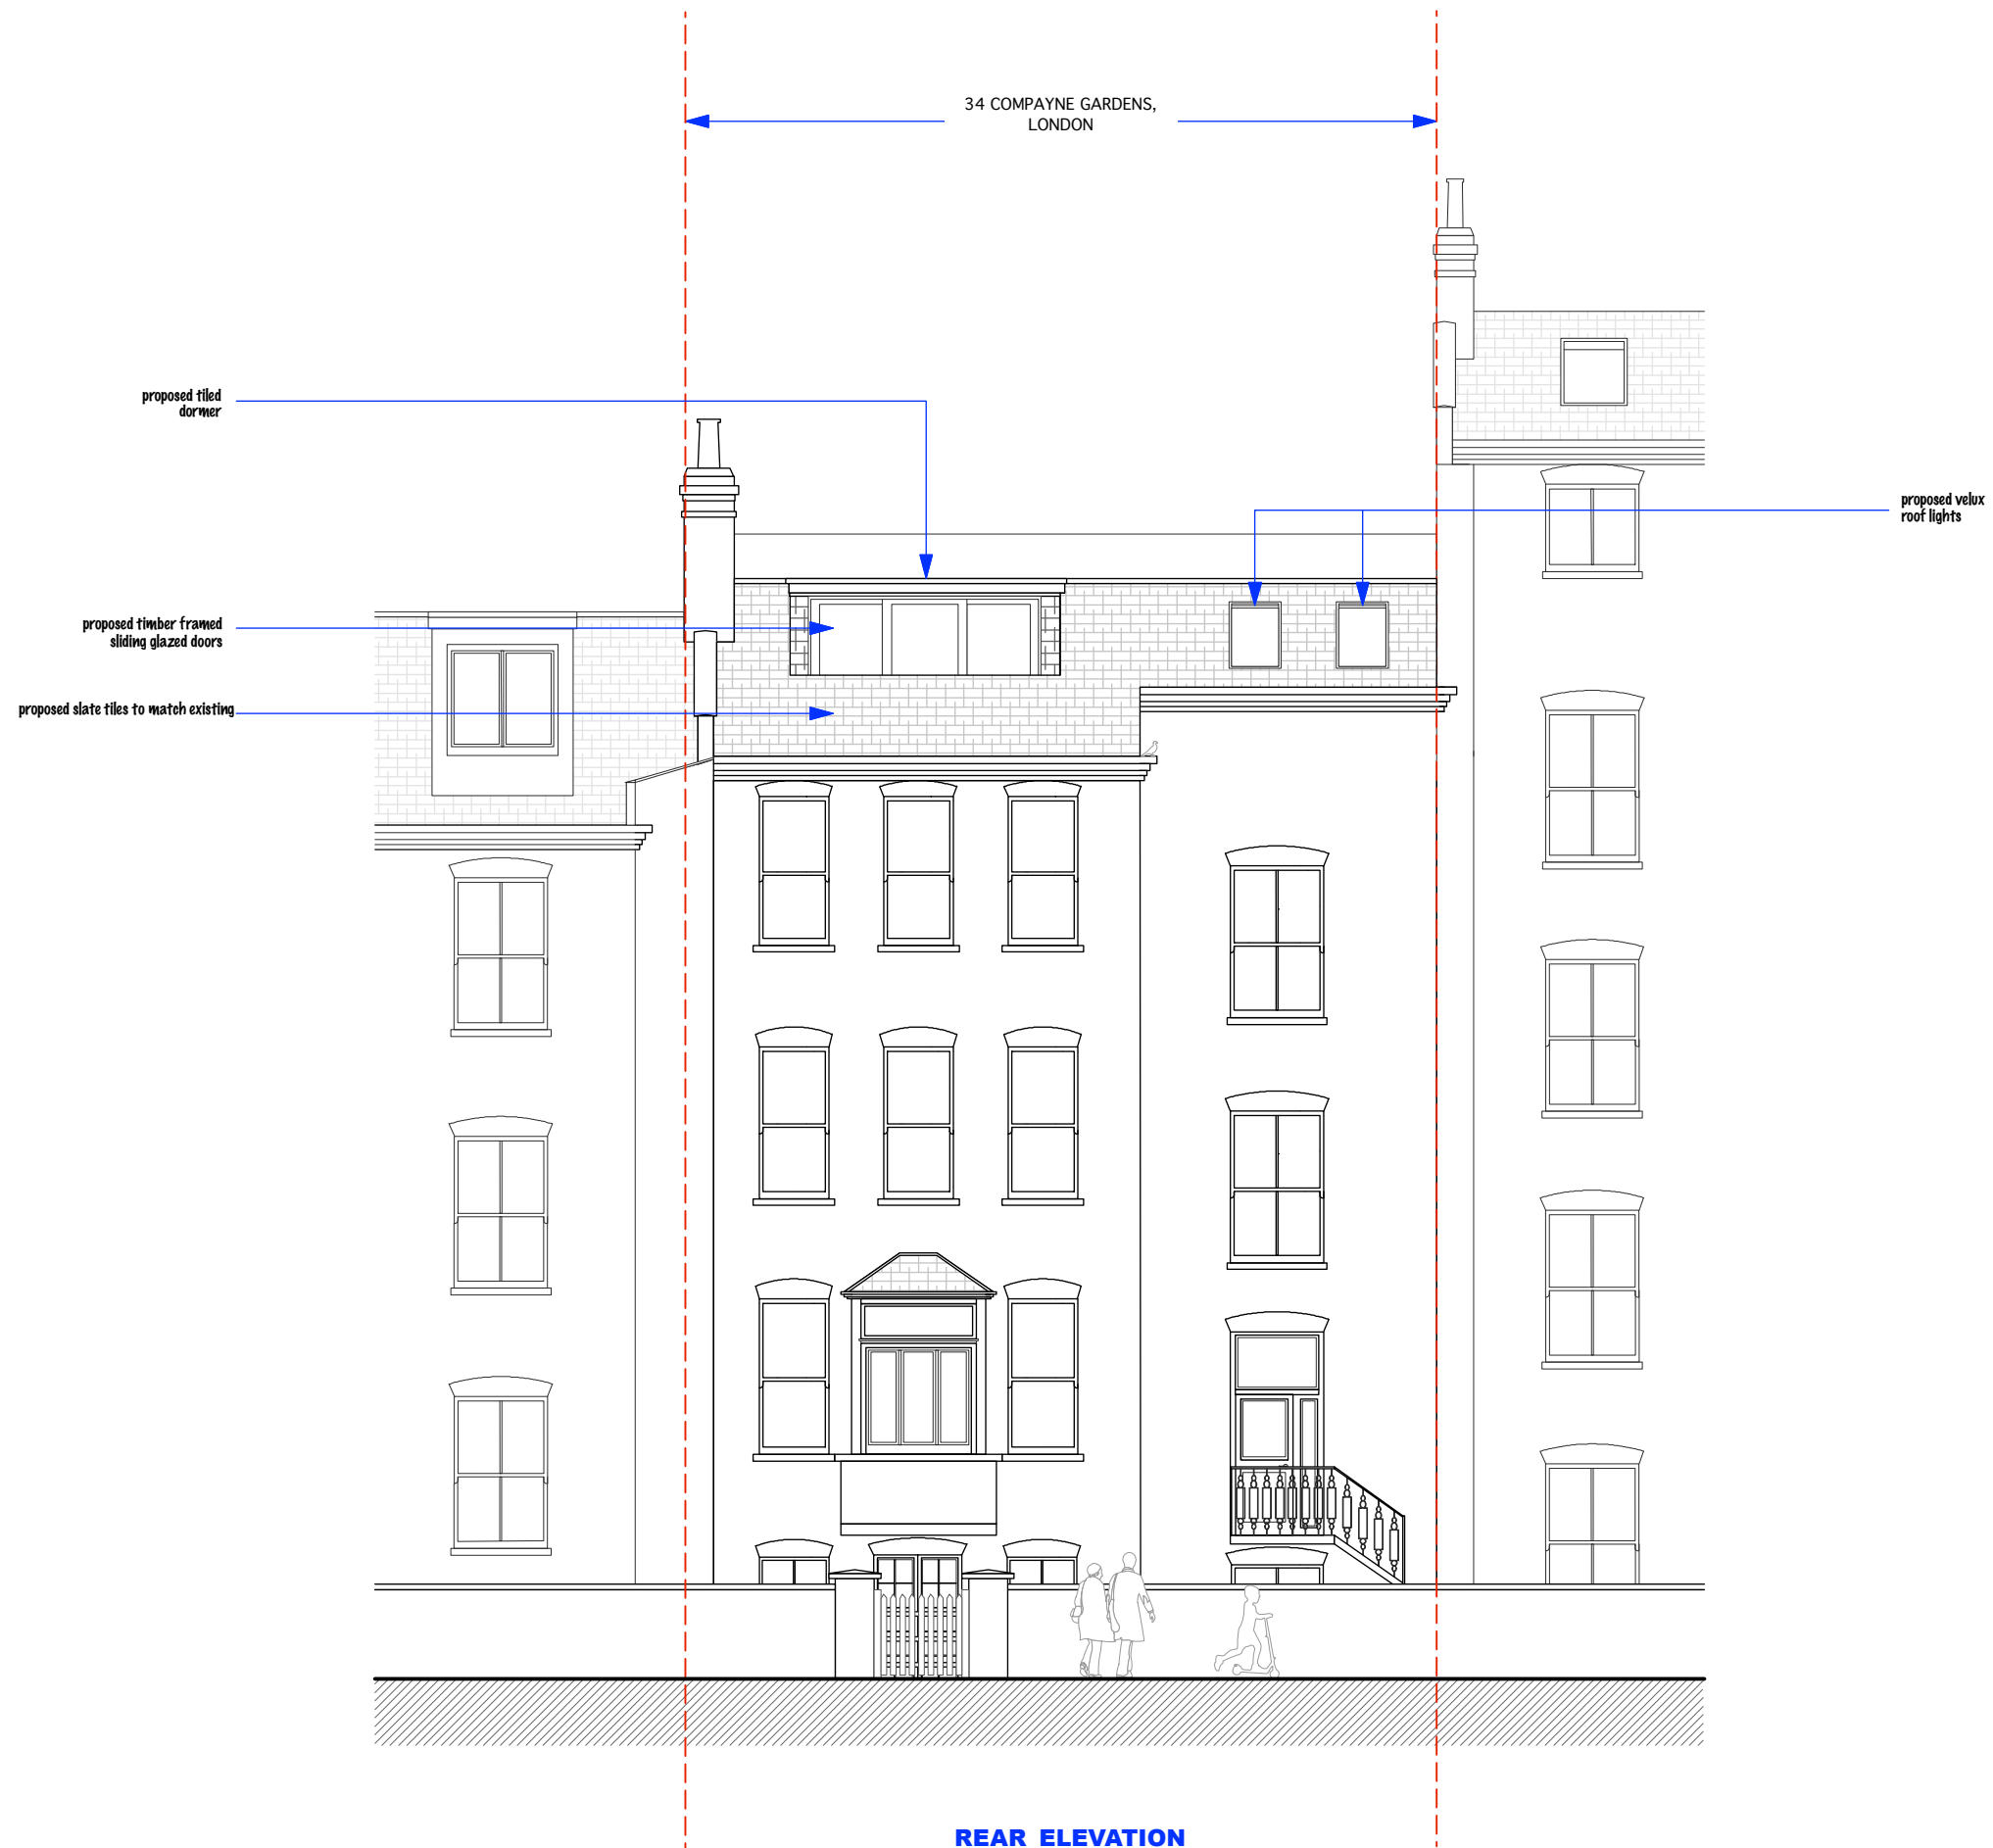 34 COMPAYNE GARDENS,
LONDON
proposed tiled
dormer
proposed velux
roof lights
proposed timber framed
sliding glazed doors
proposed slate tiles to match existing
REAR ELEVATION